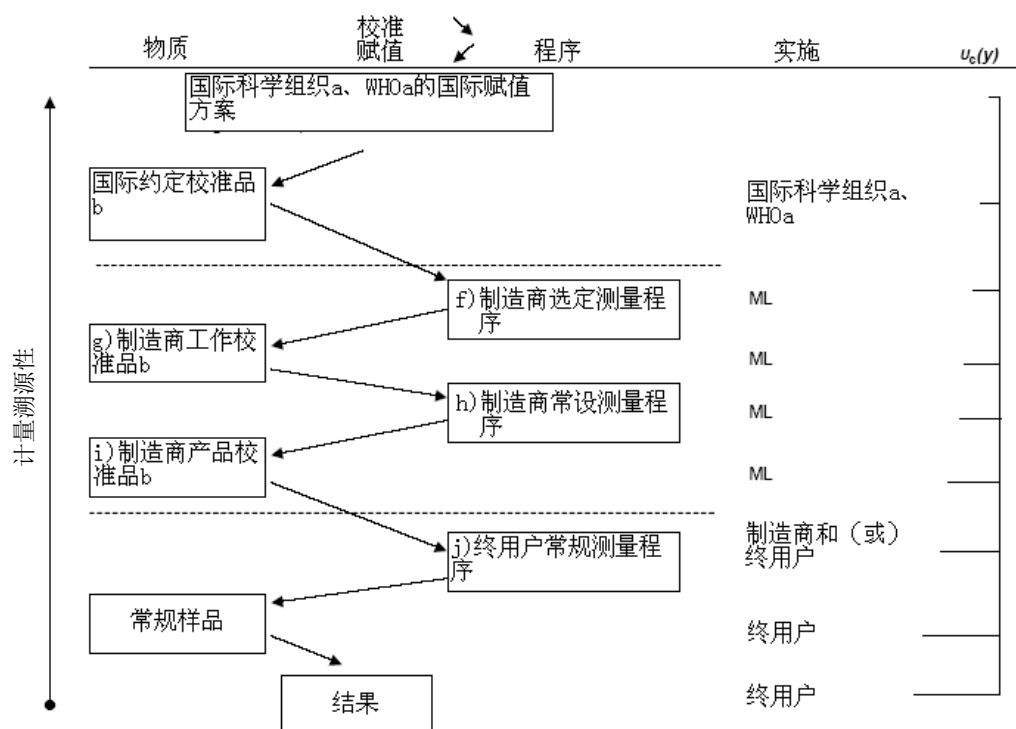 校准
赋值
物质
程序
实施
uc(y)
国际科学组织a、WHOa的国际赋值
方案
国际约定校准品
b
国际科学组织a、
WHOa
f)制造商选定测量程
序
ML
g)制造商工作校
准品b
ML
h)制造商常设测量程
序
ML
i)制造商产品校
准品b
ML
j)终用户常规测量程
序
制造商和（或）
终用户
常规样品
终用户
结果
终用户
计量溯源性